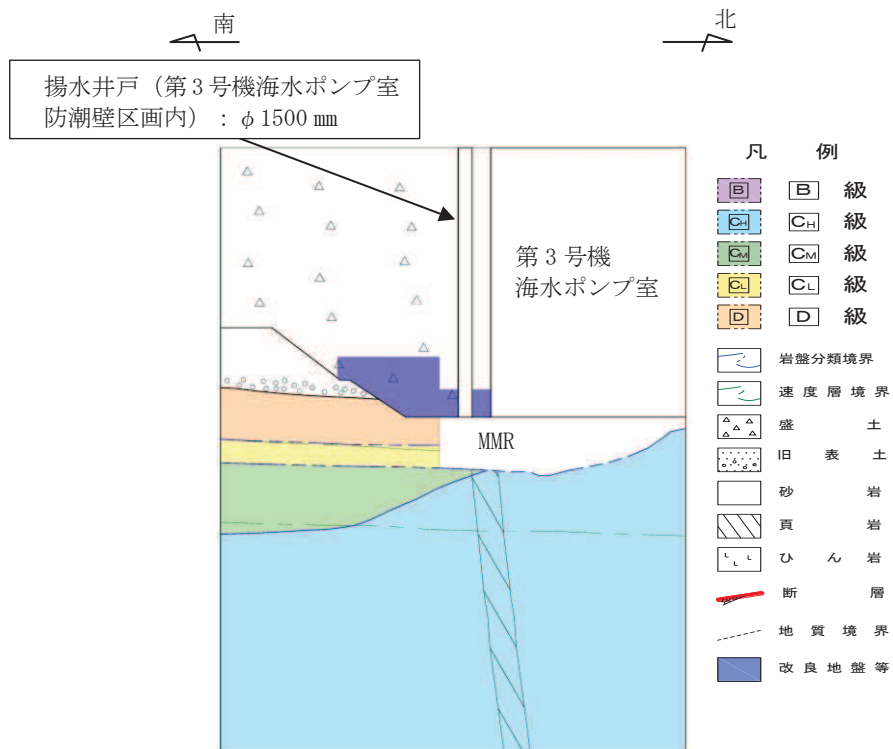 南
北
揚水井戸（第３号機海水ポンプ室
防潮壁区画内）：φ1500 ㎜
第３号機
海水ポンプ室
MMR
凡 例
B B 級
CH CH 級
CM CM 級
CL CL 級
D D 級
岩盤分類境界
速度層境界
盛土
旧表土
砂岩
頁岩
ひん岩
断層
地質境界
改良地盤等